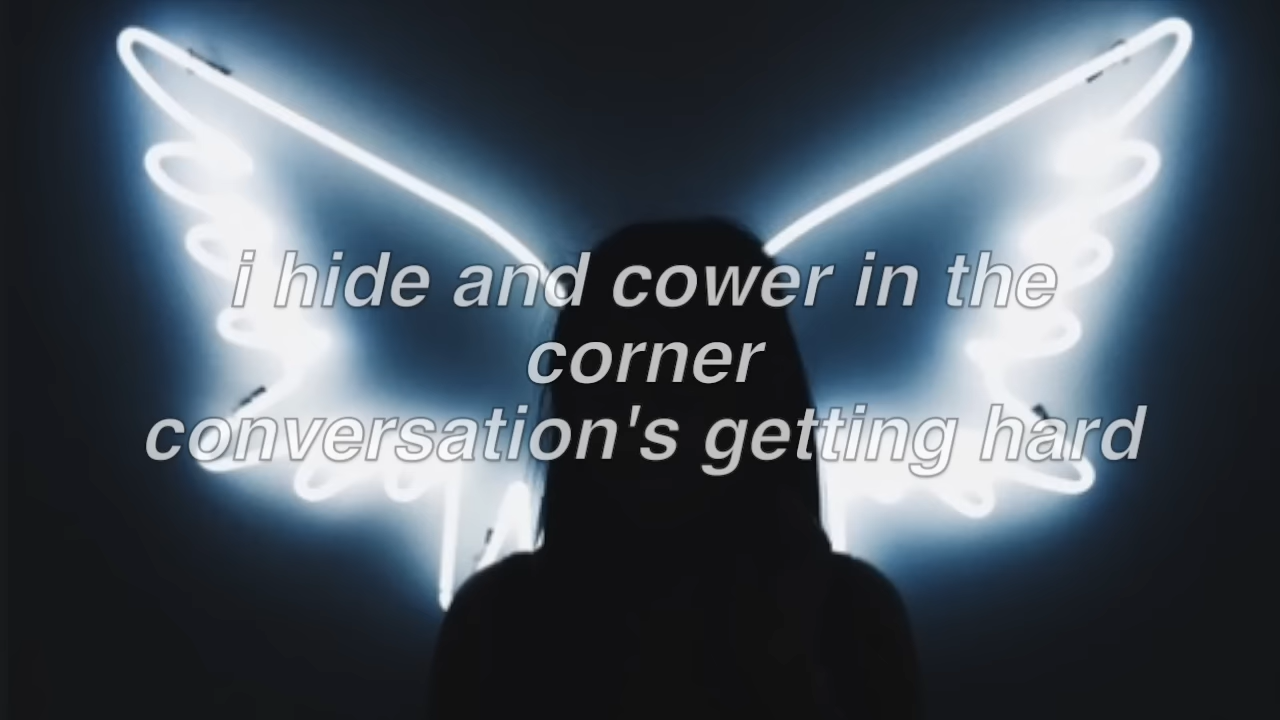 i hide and cower in the
corner
conversation's getting hard